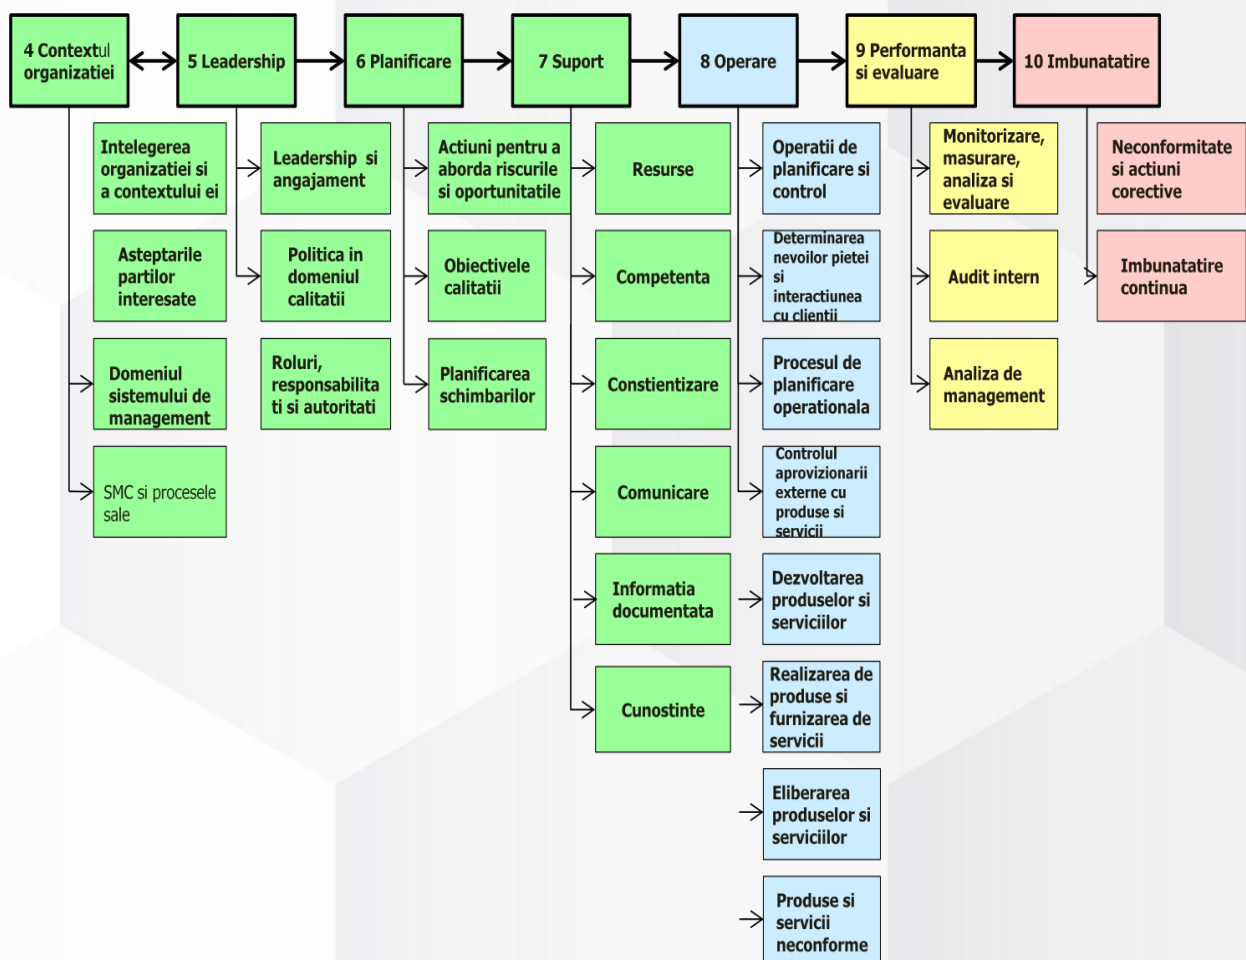 4 Contextul
organizatiei
5 Leadership
6 Planificare
7 Suport
8 Operare
9 Performanta
si evaluare
10 Imbunatatire
Intelegerea
organizatiei si
a contextului ei
Asteptarile
partilor
interesate
Domeniul
sistemului de
management
SMC si procesele
sale
Leadership si
angajament
Politica in
domeniul
calitatii
Roluri,
responsabilita
ti si autoritati
Actiuni pentru a
aborda riscurile
si oportunitatile
Obiectivele
calitatii
Planificarea
schimbarilor
Resurse
Competenta
Constientizare
Comunicare
Informatia
documentata
Cunostinte
Operatii de
planificare si
control
Determinarea
nevoilor pietei
si
interactiunea
cu clientii
Procesul de
planificare
operationala
Controlul
aprovizionarii
externe cu
produse si
servicii
Dezvoltarea
produselor si
serviciilor
Realizarea de
produse si
furnizarea de
servicii
Eliberarea
produselor si
serviciilor
Produse si
servicii
neconforme
Monitorizare,
masurare,
analiza si
evaluare
Audit intern
Analiza de
management
Neconformitate
si actiuni
corective
Imbunatatire
continua